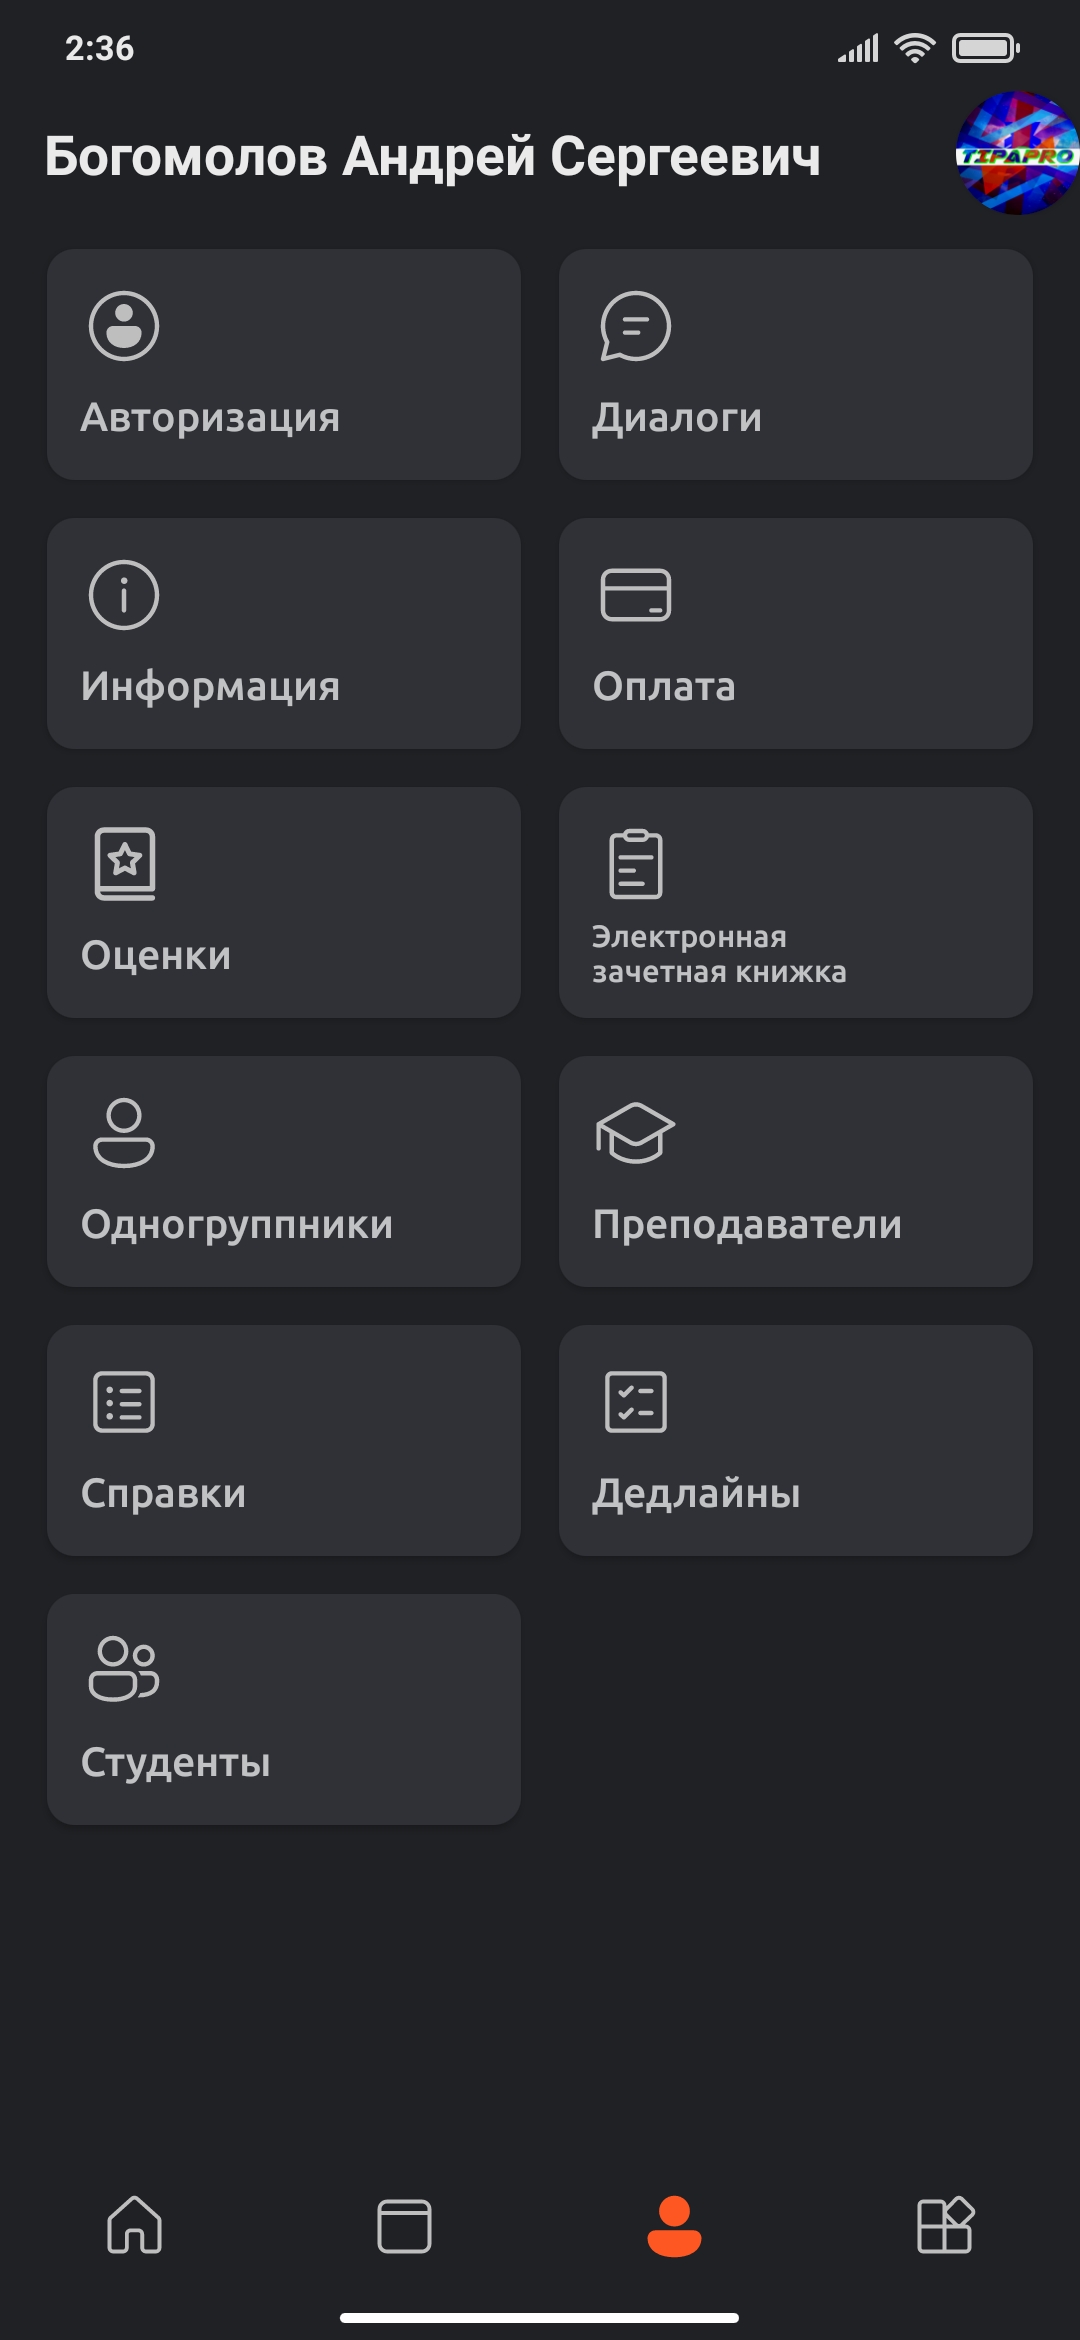 2:36
Богомолов Андрей Сергеевич
TIPAPRO
Авторизация
Диалоги
Информация
Оплата
Оценки
Электронная
зачетная книжка
Одногруппники
Преподаватели
Справки
Дедлайны
Студенты